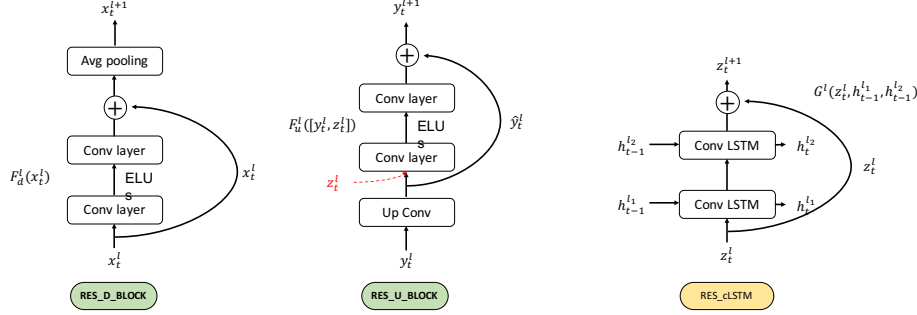 x_t^{l+1}
Avg pooling
+
Conv layer
F_d^l(x_t^l)
ELU
s
x_t^l
Conv layer
x_t^l
RES_D_BLOCK
y_t^{l+1}
+
Conv layer
F_u^l([y_t^l, z_t^l])
ELU
s
ŷ_t^l
Conv layer
z_t^l
Up Conv
y_t^l
RES_U_BLOCK
z_t^{l+1}
G^l(z_t^l, h_{t-1}^{l_1}, h_{t-1}^{l_2})
+
h_{t-1}^{l_2}
Conv LSTM
h_t^{l_2}
z_t^l
h_{t-1}^{l_1}
Conv LSTM
h_t^{l_1}
z_t^l
RES_cLSTM